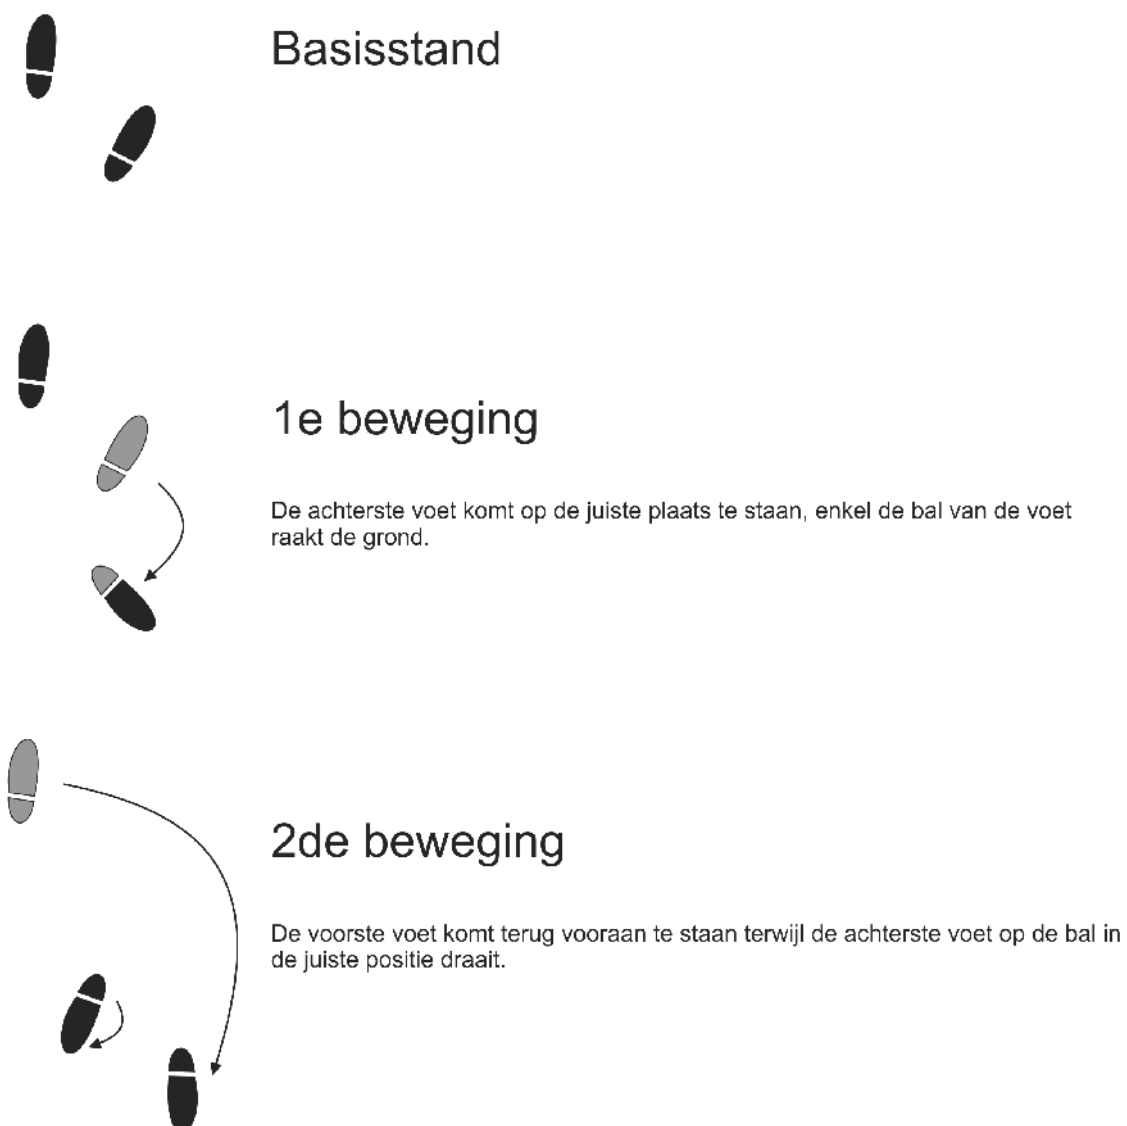 Basisstand
1e beweging
De achterste voet komt op de juiste plaats te staan, enkel de bal van de voet
raakt de grond.
2de beweging
De voorste voet komt terug vooraan te staan terwijl de achterste voet op de bal in
de juiste positie draait.